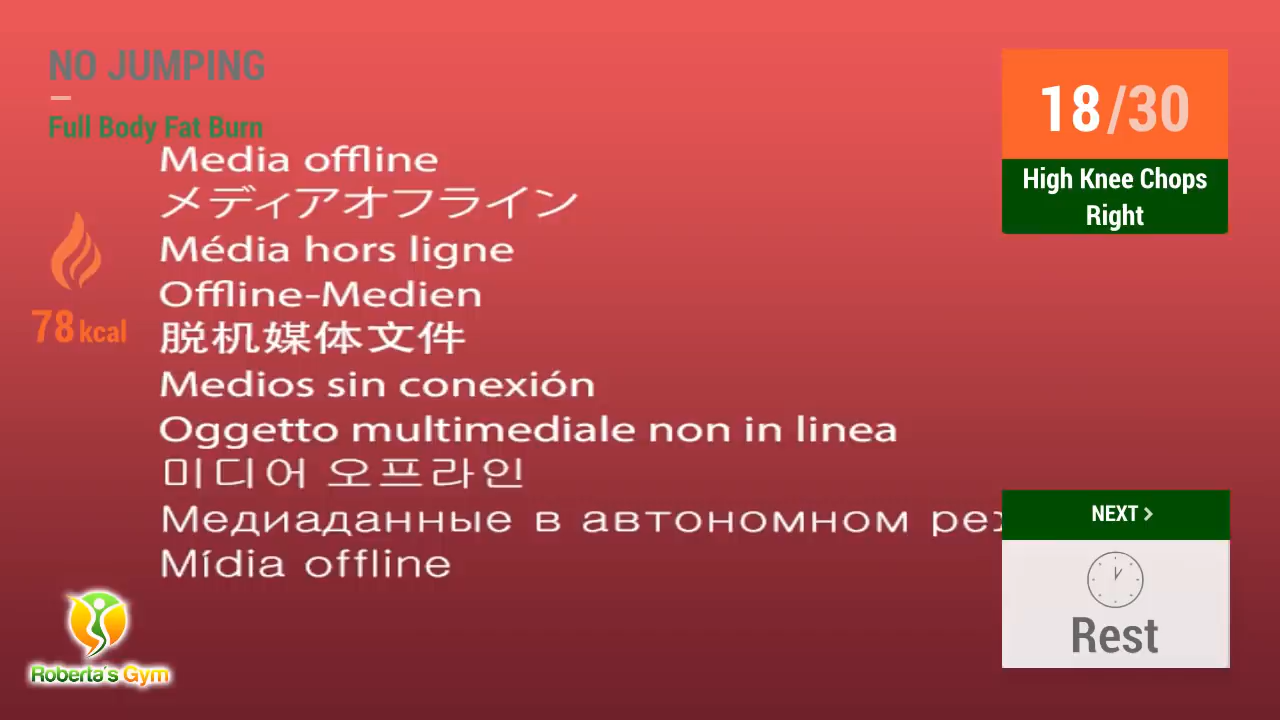 NO JUMPING
Full Body Fat Burn
18/30
High Knee Chops
Right
Media offline
メディアオフライン
Média hors ligne
Offline-Medien
脱机媒体文件
Medios sin conexión
Oggetto multimediale non in linea
미디어 오프라인
Медиаданные в автономном
Mídia offline
78 kcal
NEXT >
Rest
Roberta's Gym